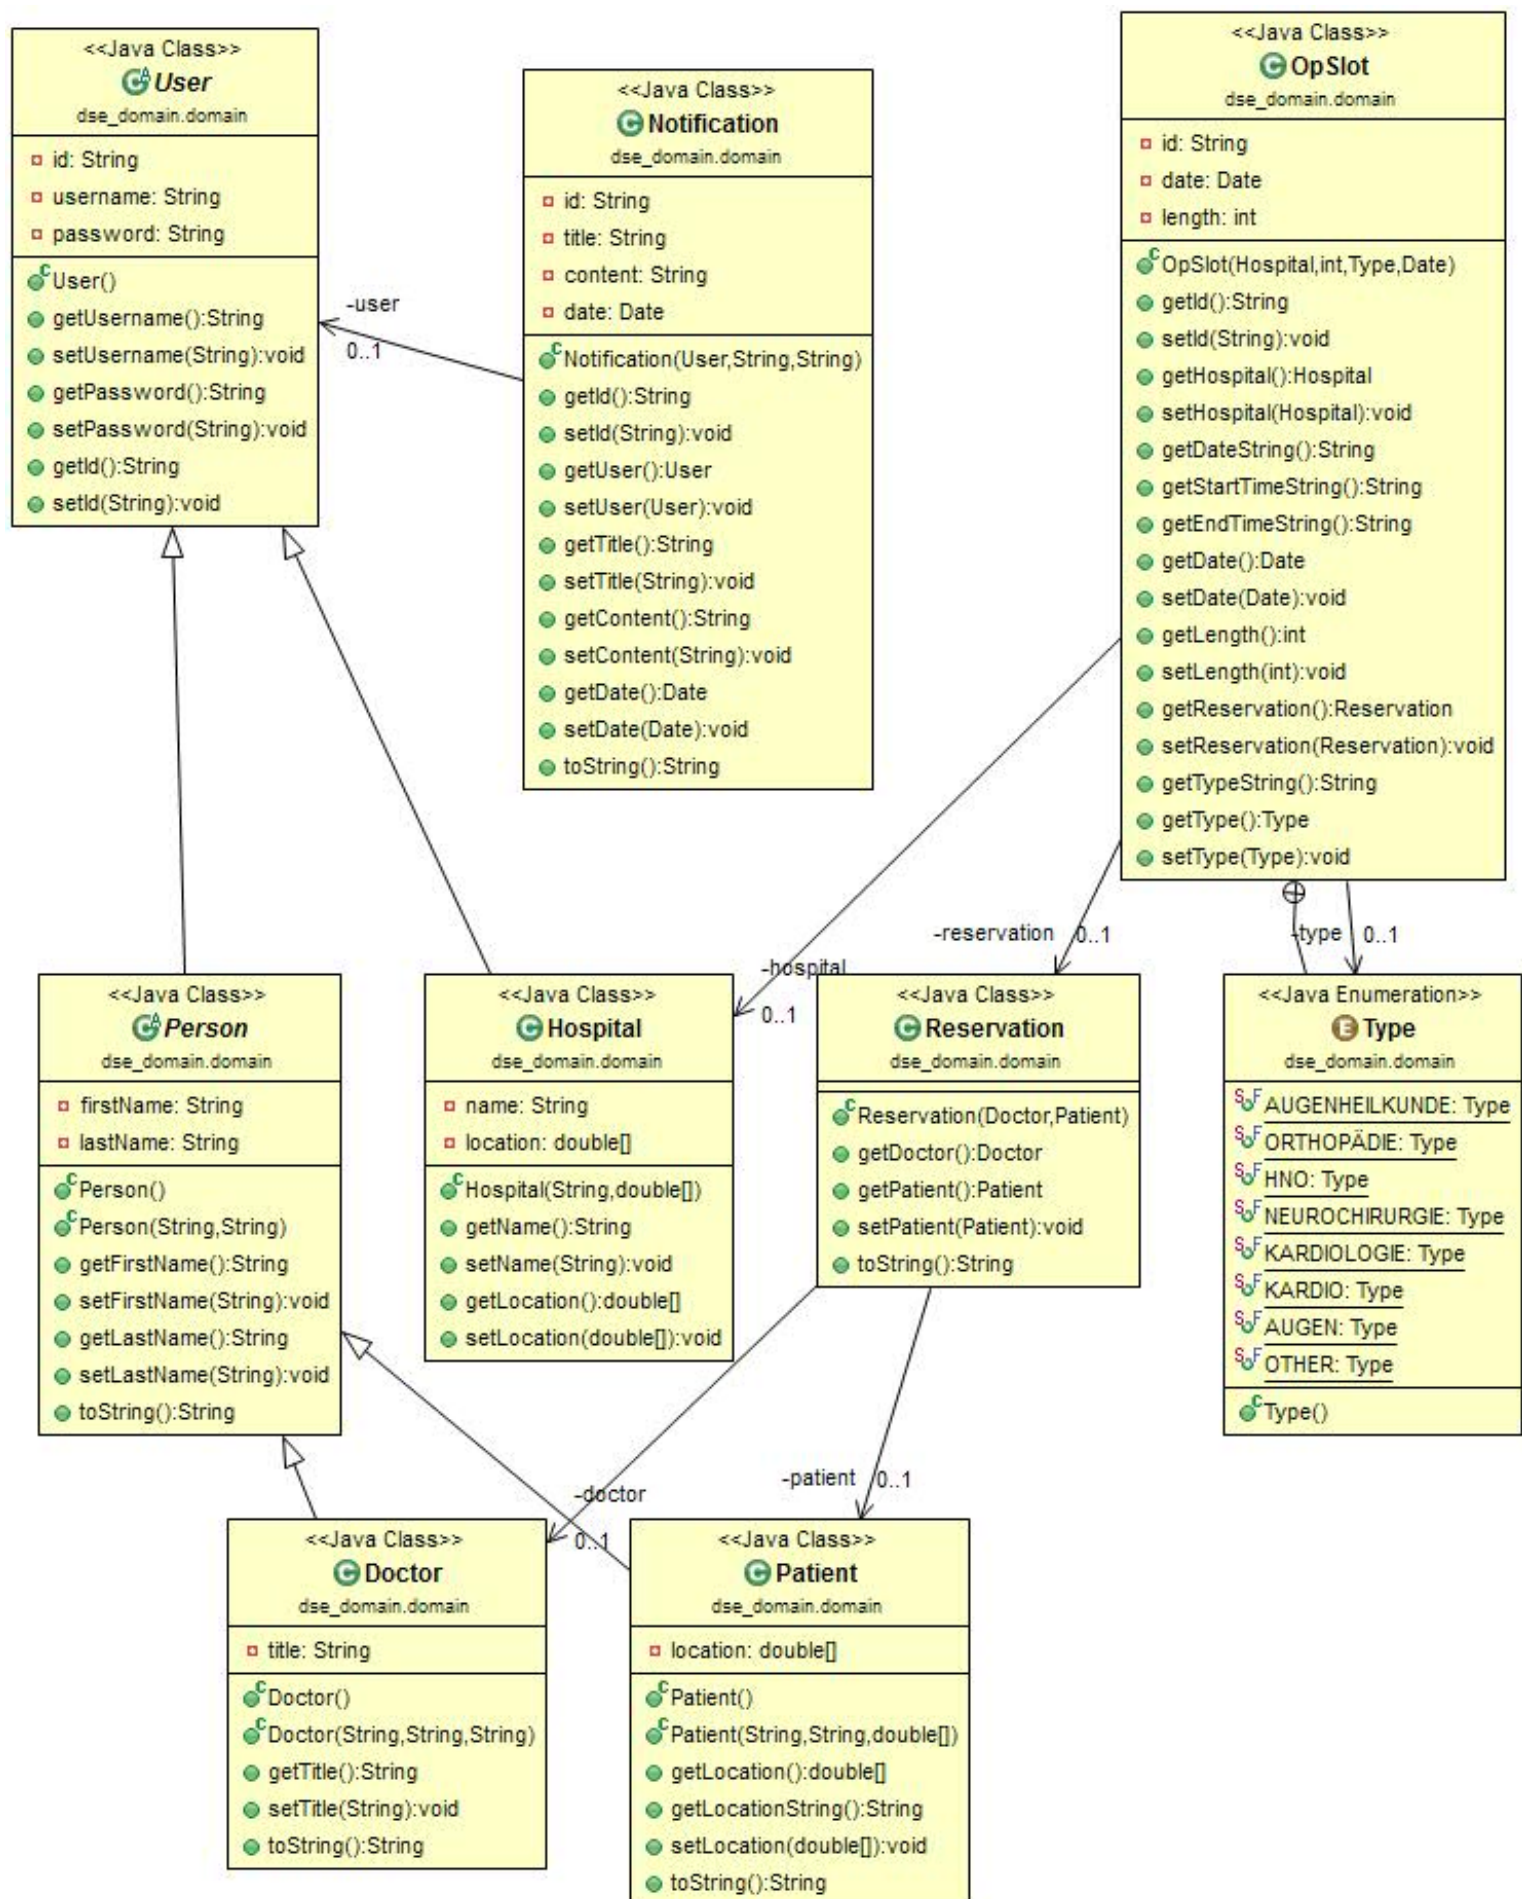 <<Java Class>>
User
dse_domain.domain
id: String
username: String
password: String
User()
getUsername():String
setUsername(String):void
getPassword():String
setPassword(String):void
getId():String
setId(String):void
-user
0..1
<<Java Class>>
Notification
dse_domain.domain
id: String
title: String
content: String
date: Date
Notification(User,String,String)
getId():String
setId(String):void
getUser():User
setUser(User):void
getTitle():String
setTitle(String):void
getContent():String
setContent(String):void
getDate():Date
setDate(Date):void
toString():String
<<Java Class>>
OpSlot
dse_domain.domain
id: String
date: Date
length: int
OpSlot(Hospital,int,Type,Date)
getId():String
setId(String):void
getHospital():Hospital
setHospital(Hospital):void
getDateString():String
getStartTimeString():String
getEndTimeString():String
getDate():Date
setDate(Date):void
getLength():int
setLength(int):void
getReservation():Reservation
setReservation(Reservation):void
getTypeString():String
getType():Type
setType(Type):void
-hospital
0..1
-reservation
0..1
-type
0..1
<<Java Class>>
Person
dse_domain.domain
firstName: String
lastName: String
Person()
Person(String,String)
getFirstName():String
setFirstName(String):void
getLastName():String
setLastName(String):void
toString():String
<<Java Class>>
Hospital
dse_domain.domain
name: String
location: double[]
Hospital(String,double[])
getName():String
setName(String):void
getLocation():double[]
setLocation(double[]):void
<<Java Class>>
Reservation
dse_domain.domain
Reservation(Doctor,Patient)
getDoctor():Doctor
getPatient():Patient
setPatient(Patient):void
toString():String
<<Java Enumeration>>
Type
dse_domain.domain
AUGENHEILKUNDE: Type
ORTHOPÄDIE: Type
HNO: Type
NEUROCHIRURGIE: Type
KARDIOLOGIE: Type
KARDIO: Type
AUGEN: Type
OTHER: Type
Type()
-doctor
0..1
-patient
0..1
<<Java Class>>
Doctor
dse_domain.domain
title: String
Doctor()
Doctor(String,String,String)
getTitle():String
setTitle(String):void
toString():String
<<Java Class>>
Patient
dse_domain.domain
location: double[]
Patient()
Patient(String,String,double[])
getLocation():double[]
getLocationString():String
setLocation(double[]):void
toString():String